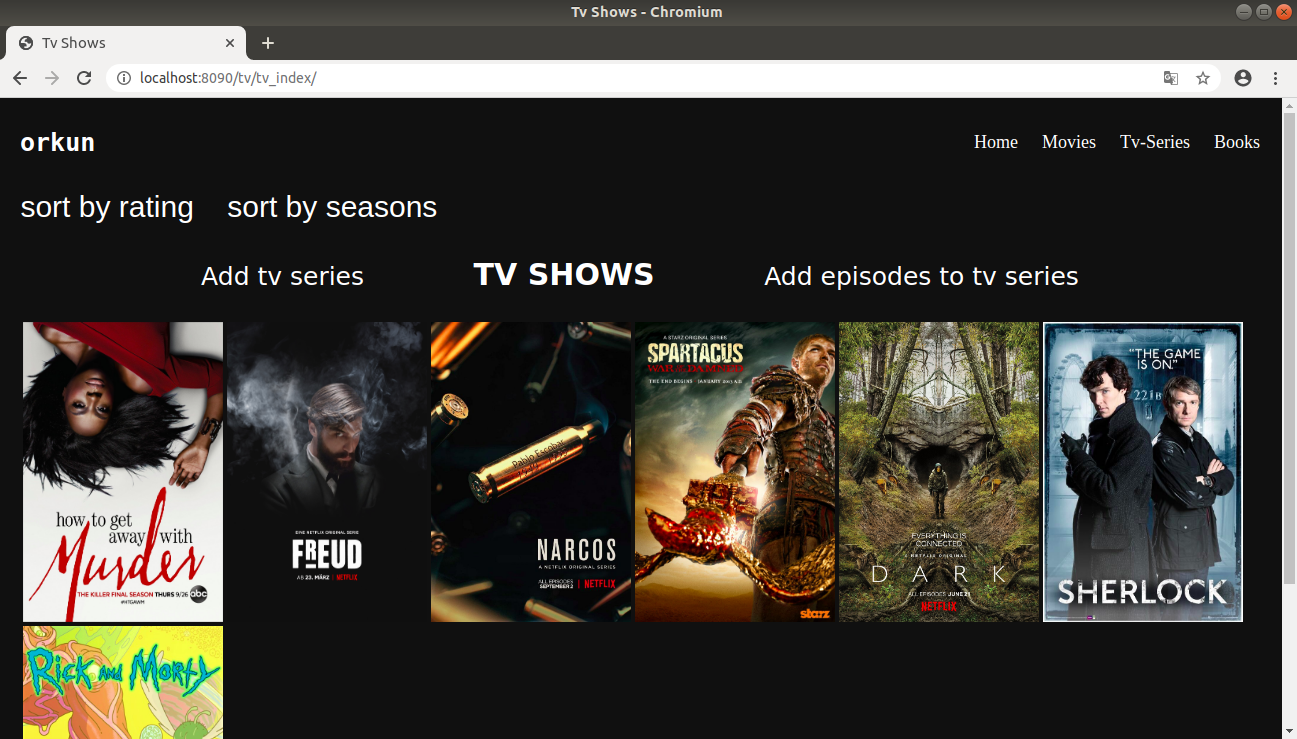 Tv Shows - Chromium
Tv Shows
localhost:8090/tv/tv_index/
orkun
Home Movies Tv-Series Books
sort by rating sort by seasons
Add tv series TV SHOWS Add episodes to tv series
how to get
away with
Murder
THE KILLER FINAL SEASON THURS 9/26 abc
#HTGAWM
EINE NETFLIX ORIGINAL SERIE
FREUD
AB 23. MÄRZ | NETFLIX
Pablo Escobar
NARCOS
A NETFLIX ORIGINAL SERIES
ALL EPISODES
SEPTEMBER 2 | NETFLIX
A STARZ ORIGINAL SERIES
SPARTACUS
WAR OF THE DAMNED
THE END BEGINS JANUARY 2013 A.D.
starz
EVERYTHING IS
CONNECTED
A NETFLIX ORIGINAL
DARK
ALL EPISODES JUNE 21
NETFLIX
"THE GAME
IS ON."
221B
SHERLOCK
RICK AND MORTY